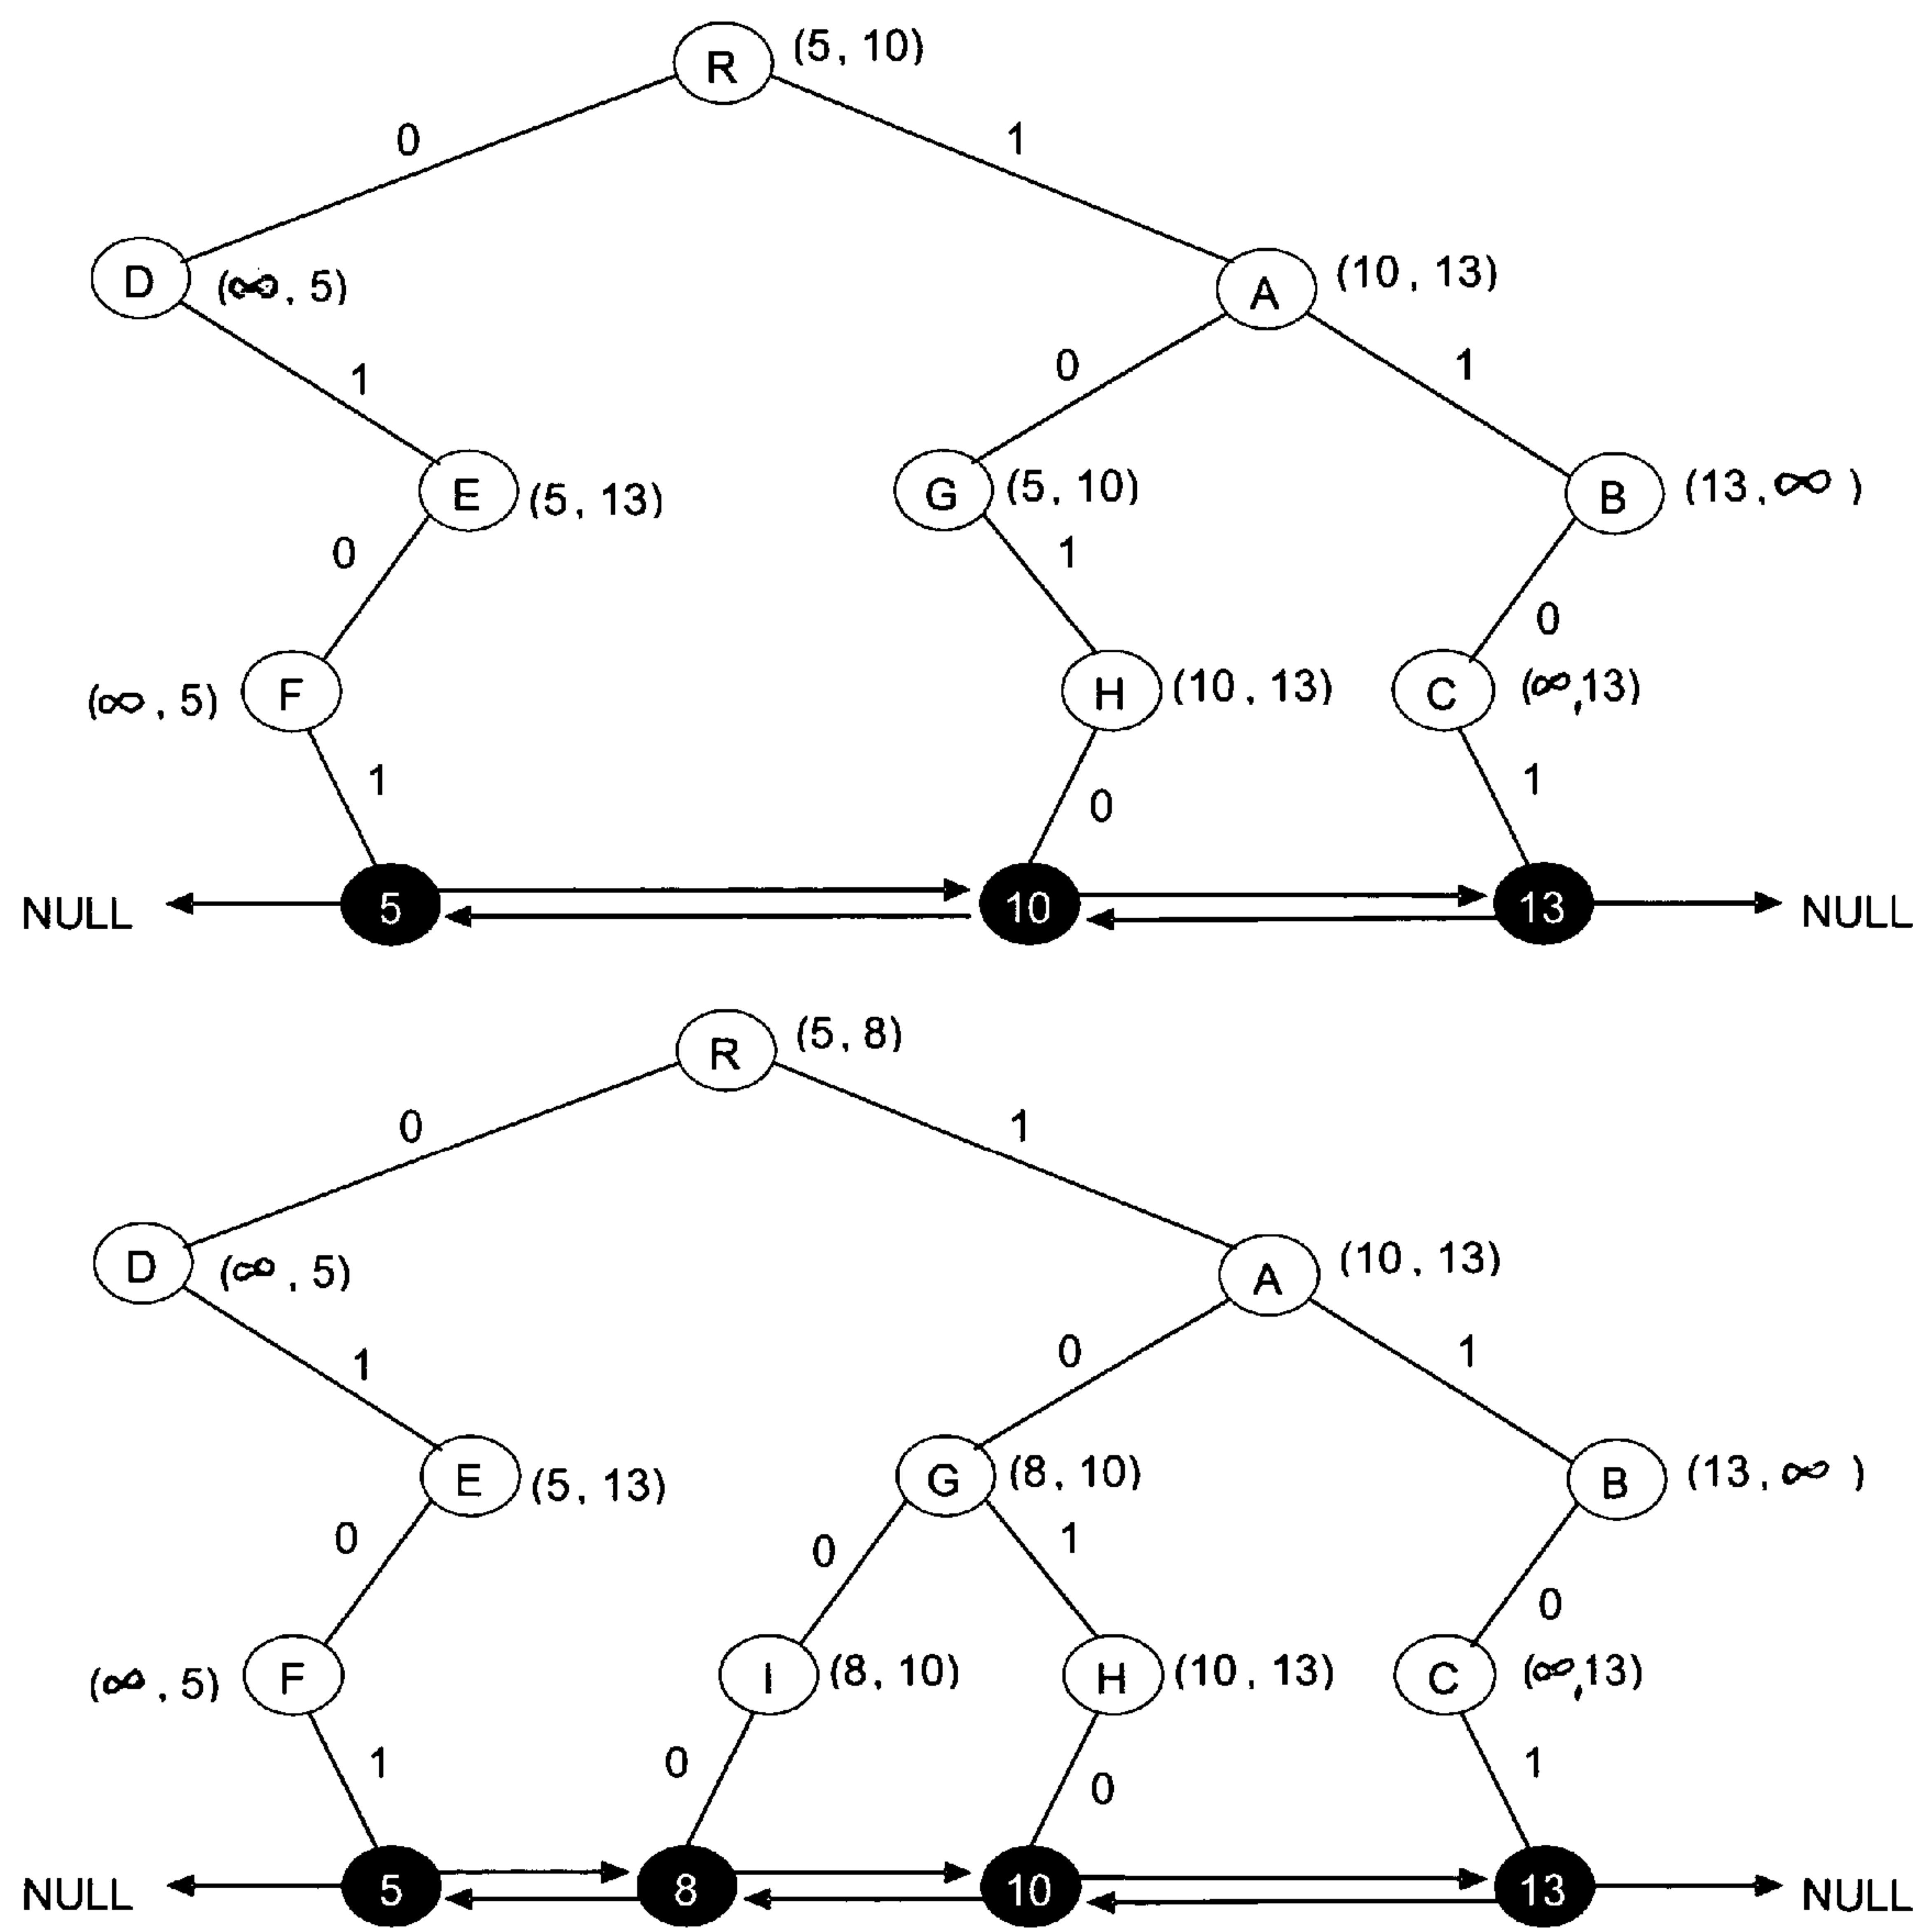 R (5, 10)
0 1
D (∞, 5) A (10, 13)
1 0 1
E (5, 13) G (5, 10) B (13, ∞)
0 1 0
(∞, 5) F H (10, 13) C (∞,13)
1 0 1
NULL 5 10 13 NULL
R (5, 8)
0 1
D (∞, 5) A (10, 13)
1 0 1
E (5, 13) G (8, 10) B (13, ∞)
0 0 1 0
(∞, 5) F I (8, 10) H (10, 13) C (∞,13)
1 0 0 1
NULL 5 8 10 13 NULL